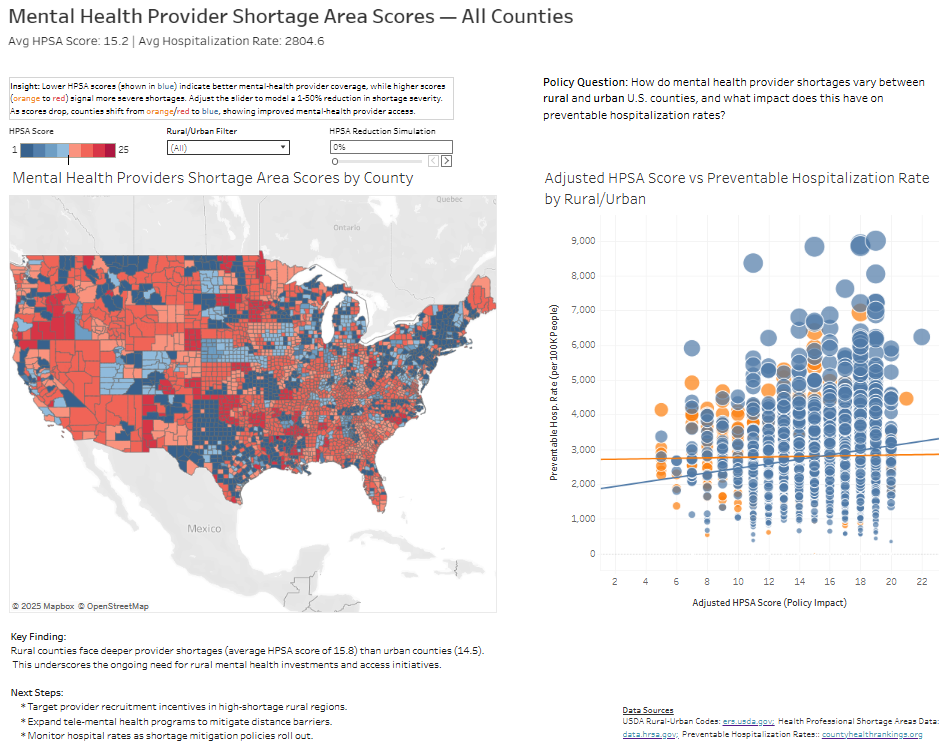 Mental Health Provider Shortage Area Scores — All Counties
Avg HPSA Score: 15.2 | Avg Hospitalization Rate: 2804.6
Insight: Lower HPSA scores (shown in blue) indicate better mental-health provider coverage, while higher scores
(orange to red) signal more severe shortages. Adjust the slider to model a 1-50% reduction in shortage severity.
As scores drop, counties shift from orange/red to blue, showing improved mental-health provider access.
Policy Question: How do mental health provider shortages vary between
rural and urban U.S. counties, and what impact does this have on
preventable hospitalization rates?
HPSA Score
1
25
Rural/Urban Filter
(All)
HPSA Reduction Simulation
0%
Mental Health Providers Shortage Area Scores by County
Quebec
Ontario
Mexico
© 2025 Mapbox © OpenStreetMap
Adjusted HPSA Score vs Preventable Hospitalization Rate
by Rural/Urban
Preventable Hosp. Rate (per 100K People)
9,000
8,000
7,000
6,000
5,000
4,000
3,000
2,000
1,000
0
2 4 6 8 10 12 14 16 18 20 22
Adjusted HPSA Score (Policy Impact)
Key Finding:
Rural counties face deeper provider shortages (average HPSA score of 15.8) than urban counties (14.5).
This underscores the ongoing need for rural mental health investments and access initiatives.
Next Steps:
* Target provider recruitment incentives in high-shortage rural regions.
* Expand tele-mental health programs to mitigate distance barriers.
* Monitor hospital rates as shortage mitigation policies roll out.
Data Sources
USDA Rural-Urban Codes: ers.usda.gov; Health Professional Shortage Areas Data:
data.hrsa.gov; Preventable Hospitalization Rates:: countyhealthrankings.org